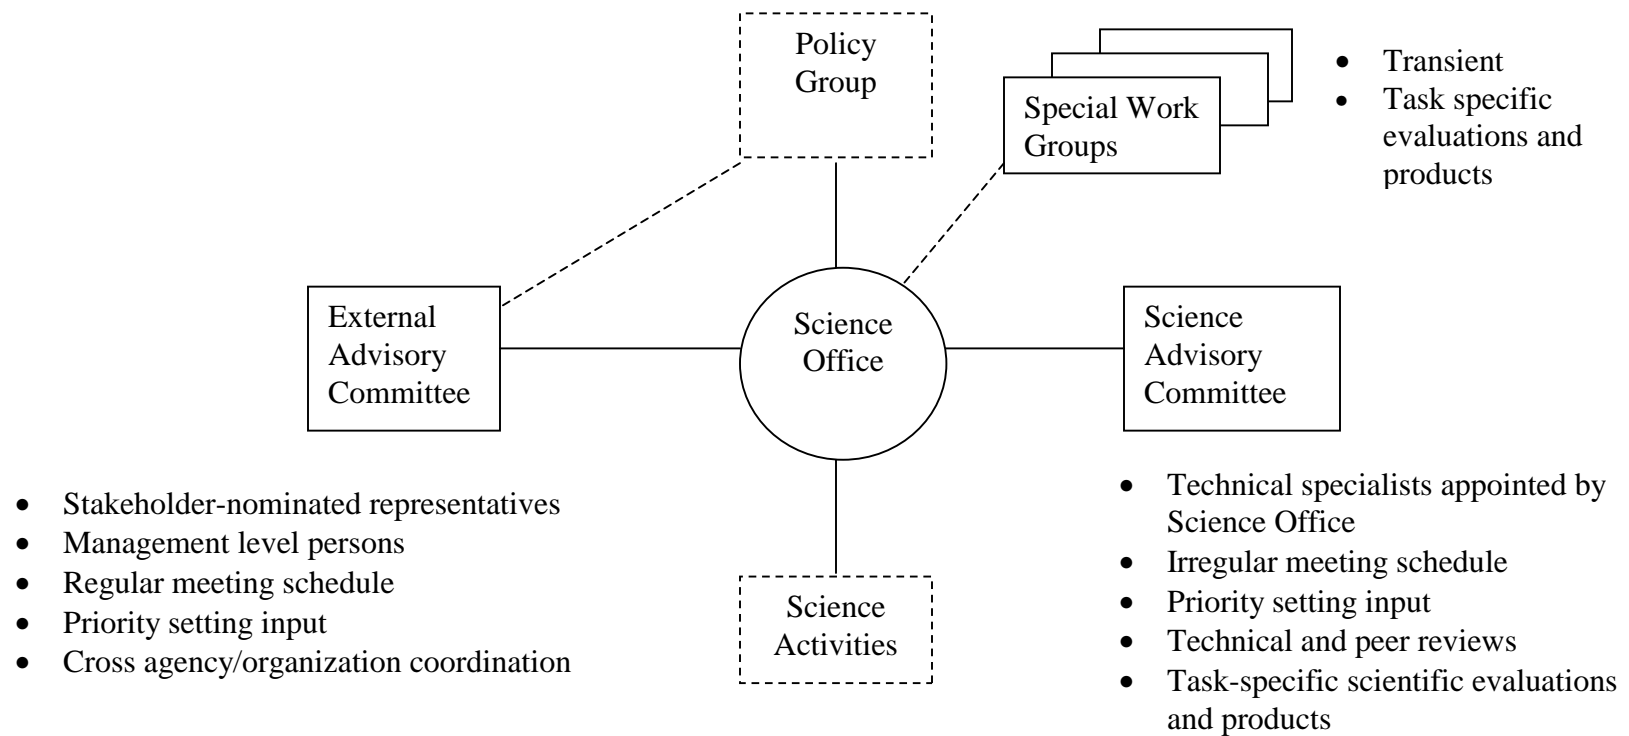 Policy
Group
Special Work
Groups
• Transient
• Task specific
evaluations and
products
External
Advisory
Committee
Science
Office
Science
Advisory
Committee
• Stakeholder-nominated representatives
• Management level persons
• Regular meeting schedule
• Priority setting input
• Cross agency/organization coordination
Science
Activities
• Technical specialists appointed by
Science Office
• Irregular meeting schedule
• Priority setting input
• Technical and peer reviews
• Task-specific scientific evaluations
and products